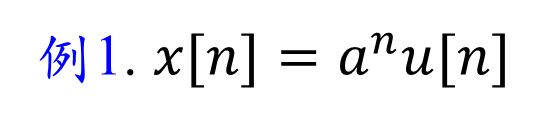 例1. x[n] = aⁿu[n]